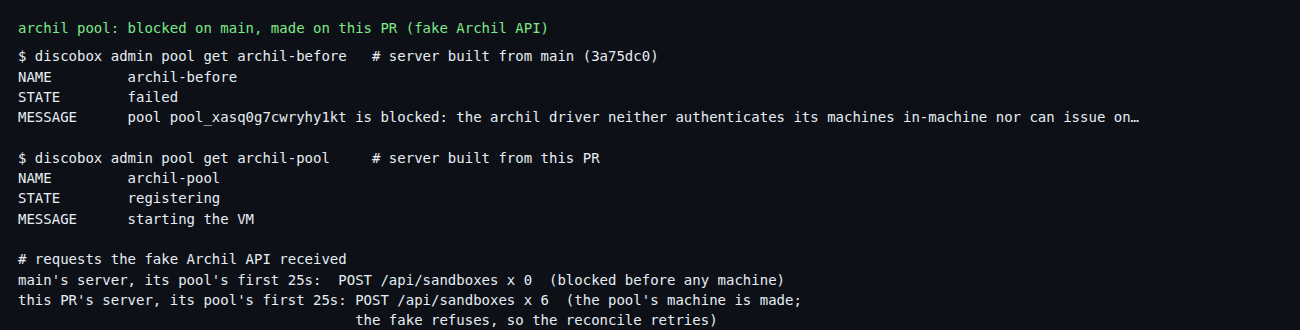 archil pool: blocked on main, made on this PR (fake Archil API)
$ discobox admin pool get archil-before   # server built from main (3a75dc0)
NAME         archil-before
STATE        failed
MESSAGE      pool pool_xasq0g7cwryhy1kt is blocked: the archil driver neither authenticates its machines in-machine nor can issue on…
$ discobox admin pool get archil-pool     # server built from this PR
NAME         archil-pool
STATE        registering
MESSAGE      starting the VM
# requests the fake Archil API received
main's server, its pool's first 25s:  POST /api/sandboxes x 0  (blocked before any machine)
this PR's server, its pool's first 25s: POST /api/sandboxes x 6  (the pool's machine is made;
                                        the fake refuses, so the reconcile retries)